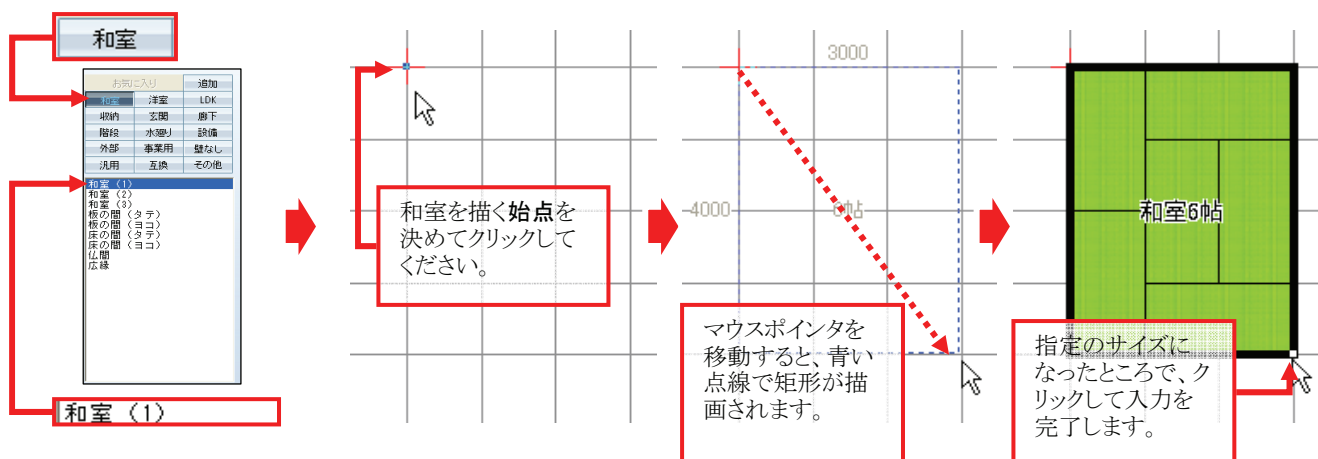 和室
お気に入り 追加
和室 洋室 LDK
収納 玄関 廊下
階段 水廻り 設備
外部 事業用 壁なし
汎用 互換 その他
和室 (1)
和室 (2)
和室 (3)
板の間 (タテ)
板の間 (ヨコ)
床の間 (タテ)
床の間 (ヨコ)
仏間
広縁
和室 (1)
和室を描く始点を
決めてクリックして
ください。
3000
4000
6帖
マウスポインタを
移動すると、青い
点線で矩形が描
画されます。
和室6帖
指定のサイズに
なったところで、ク
リックして入力を
完了します。